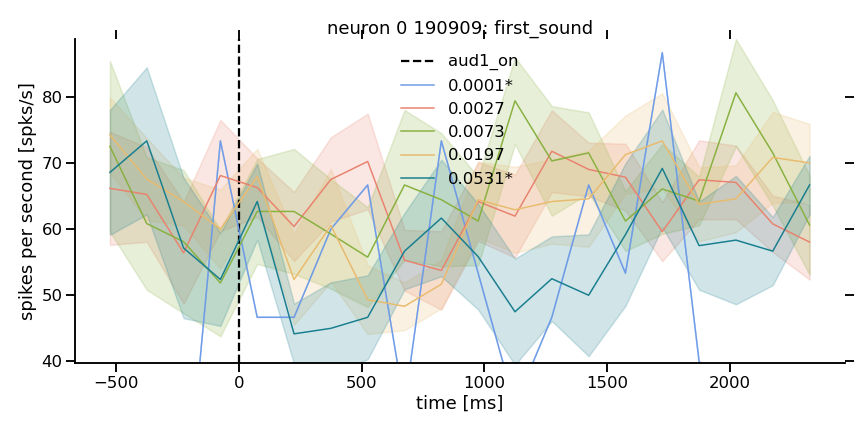 neuron 0 190909: first_sound
aud1_on
0.0001*
0.0027
0.0073
0.0197
0.0531*
spikes per second [spks/s]
80
70
60
50
40
−500 0 500 1000 1500 2000
time [ms]